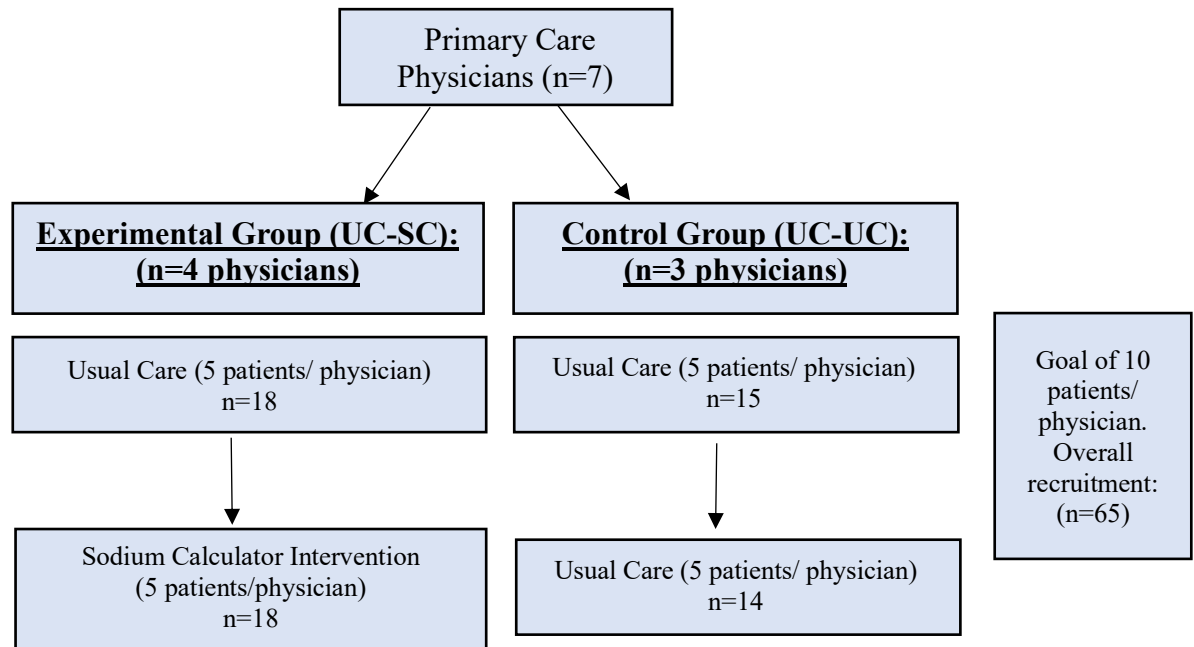 Primary Care
Physicians (n=7)
Experimental Group (UC-SC):
(n=4 physicians)
Control Group (UC-UC):
(n=3 physicians)
Usual Care (5 patients/ physician)
n=18
Usual Care (5 patients/ physician)
n=15
Goal of 10
patients/
physician.
Overall
recruitment:
(n=65)
Sodium Calculator Intervention
(5 patients/physician)
n=18
Usual Care (5 patients/ physician)
n=14